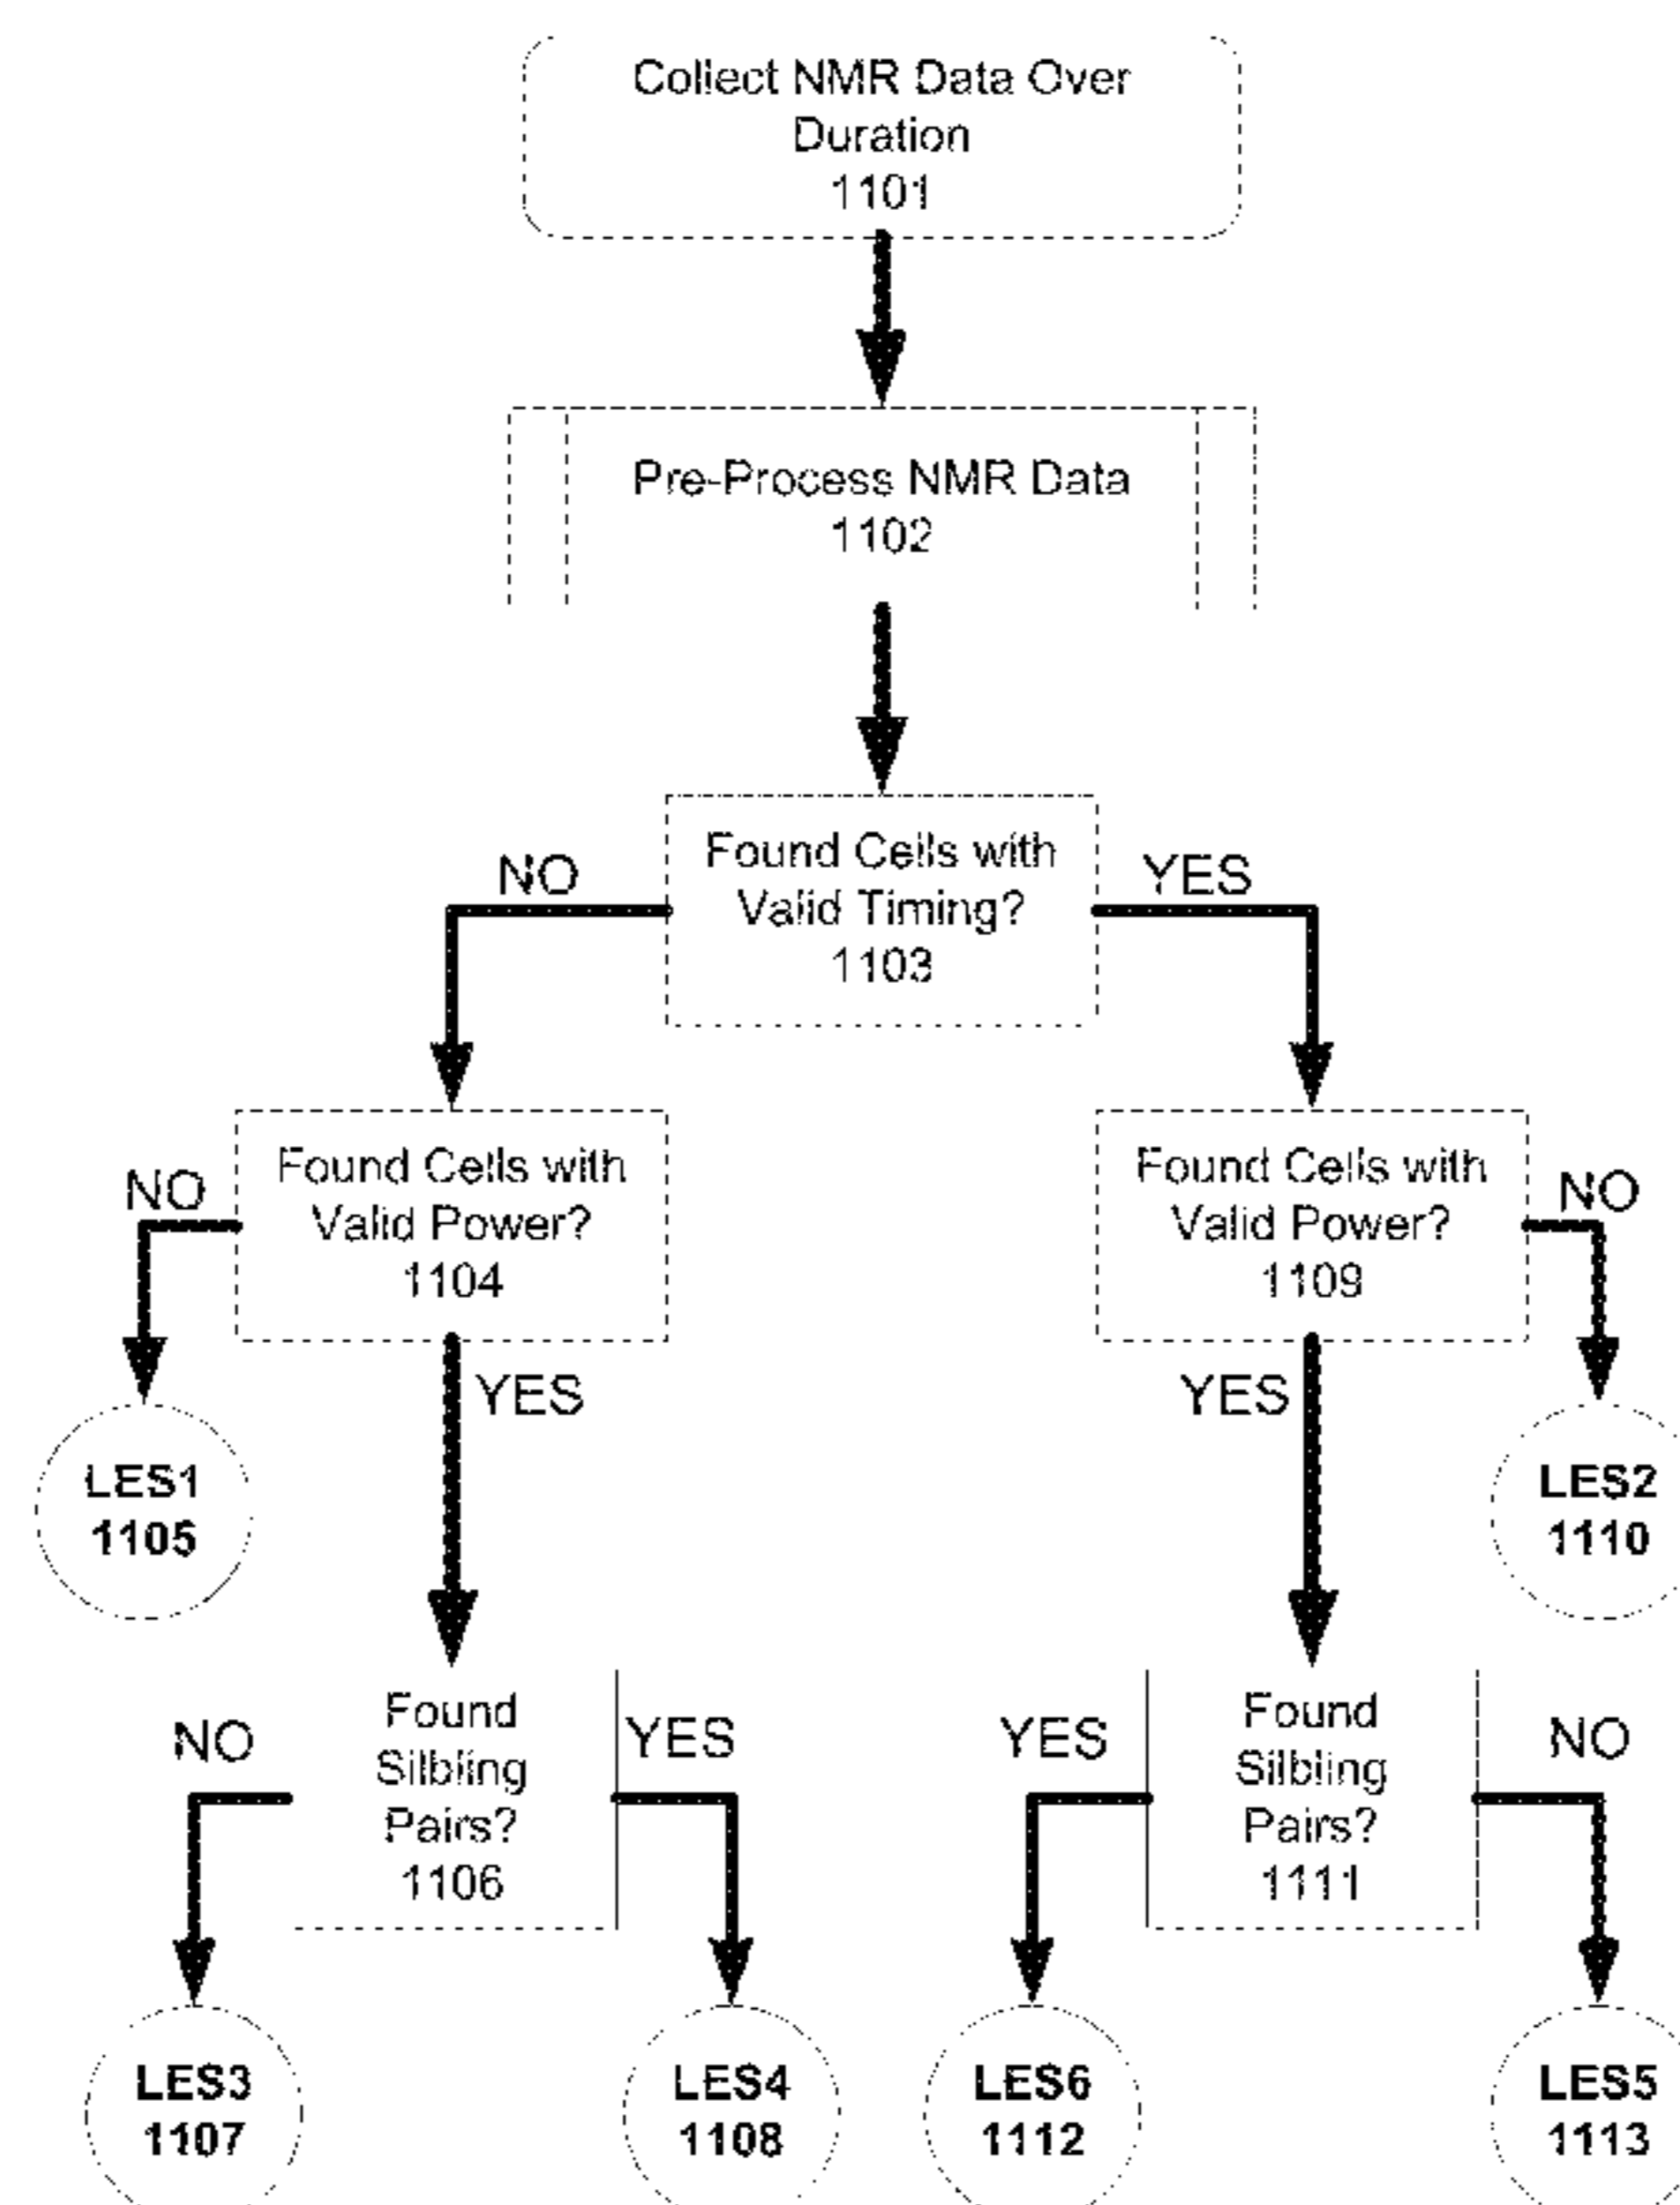 Collect NMR Data Over
Duration
1101
Pre-Process NMR Data
1102
NO
Found Cells with
Valid Timing?
1103
YES
NO
Found Cells with
Valid Power?
1104
Found Cells with
Valid Power?
1109
NO
YES
YES
LES1
1105
LES2
1110
NO
Found
Silbling
Pairs?
1106
YES
YES
Found
Silbling
Pairs?
1111
NO
LES3
1107
LES4
1108
LES6
1112
LES5
1113